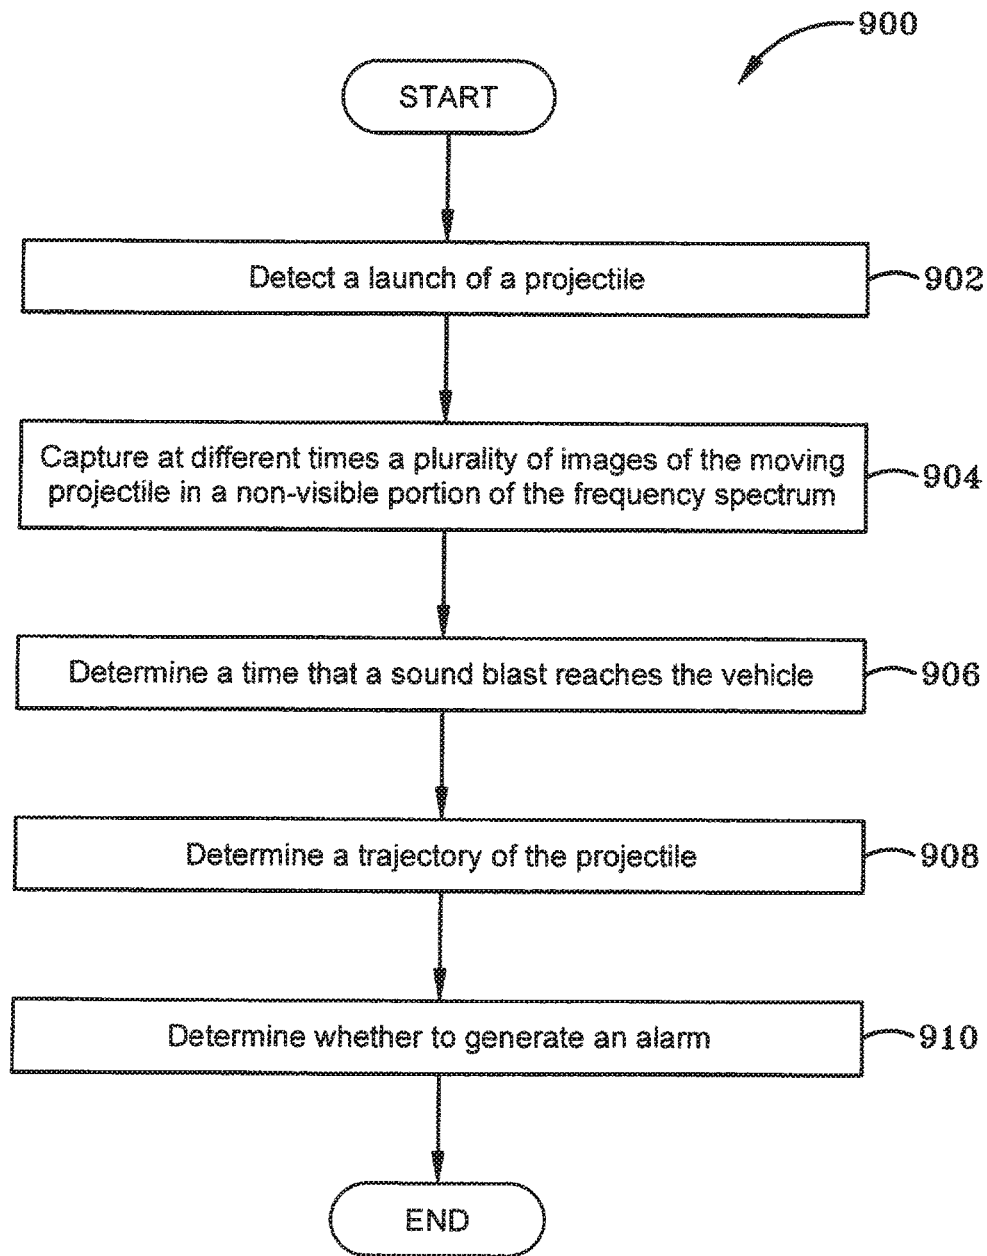 900
START
Detect a launch of a projectile
902
Capture at different times a plurality of images of the moving
projectile in a non-visible portion of the frequency spectrum
904
Determine a time that a sound blast reaches the vehicle
906
Determine a trajectory of the projectile
908
Determine whether to generate an alarm
910
END